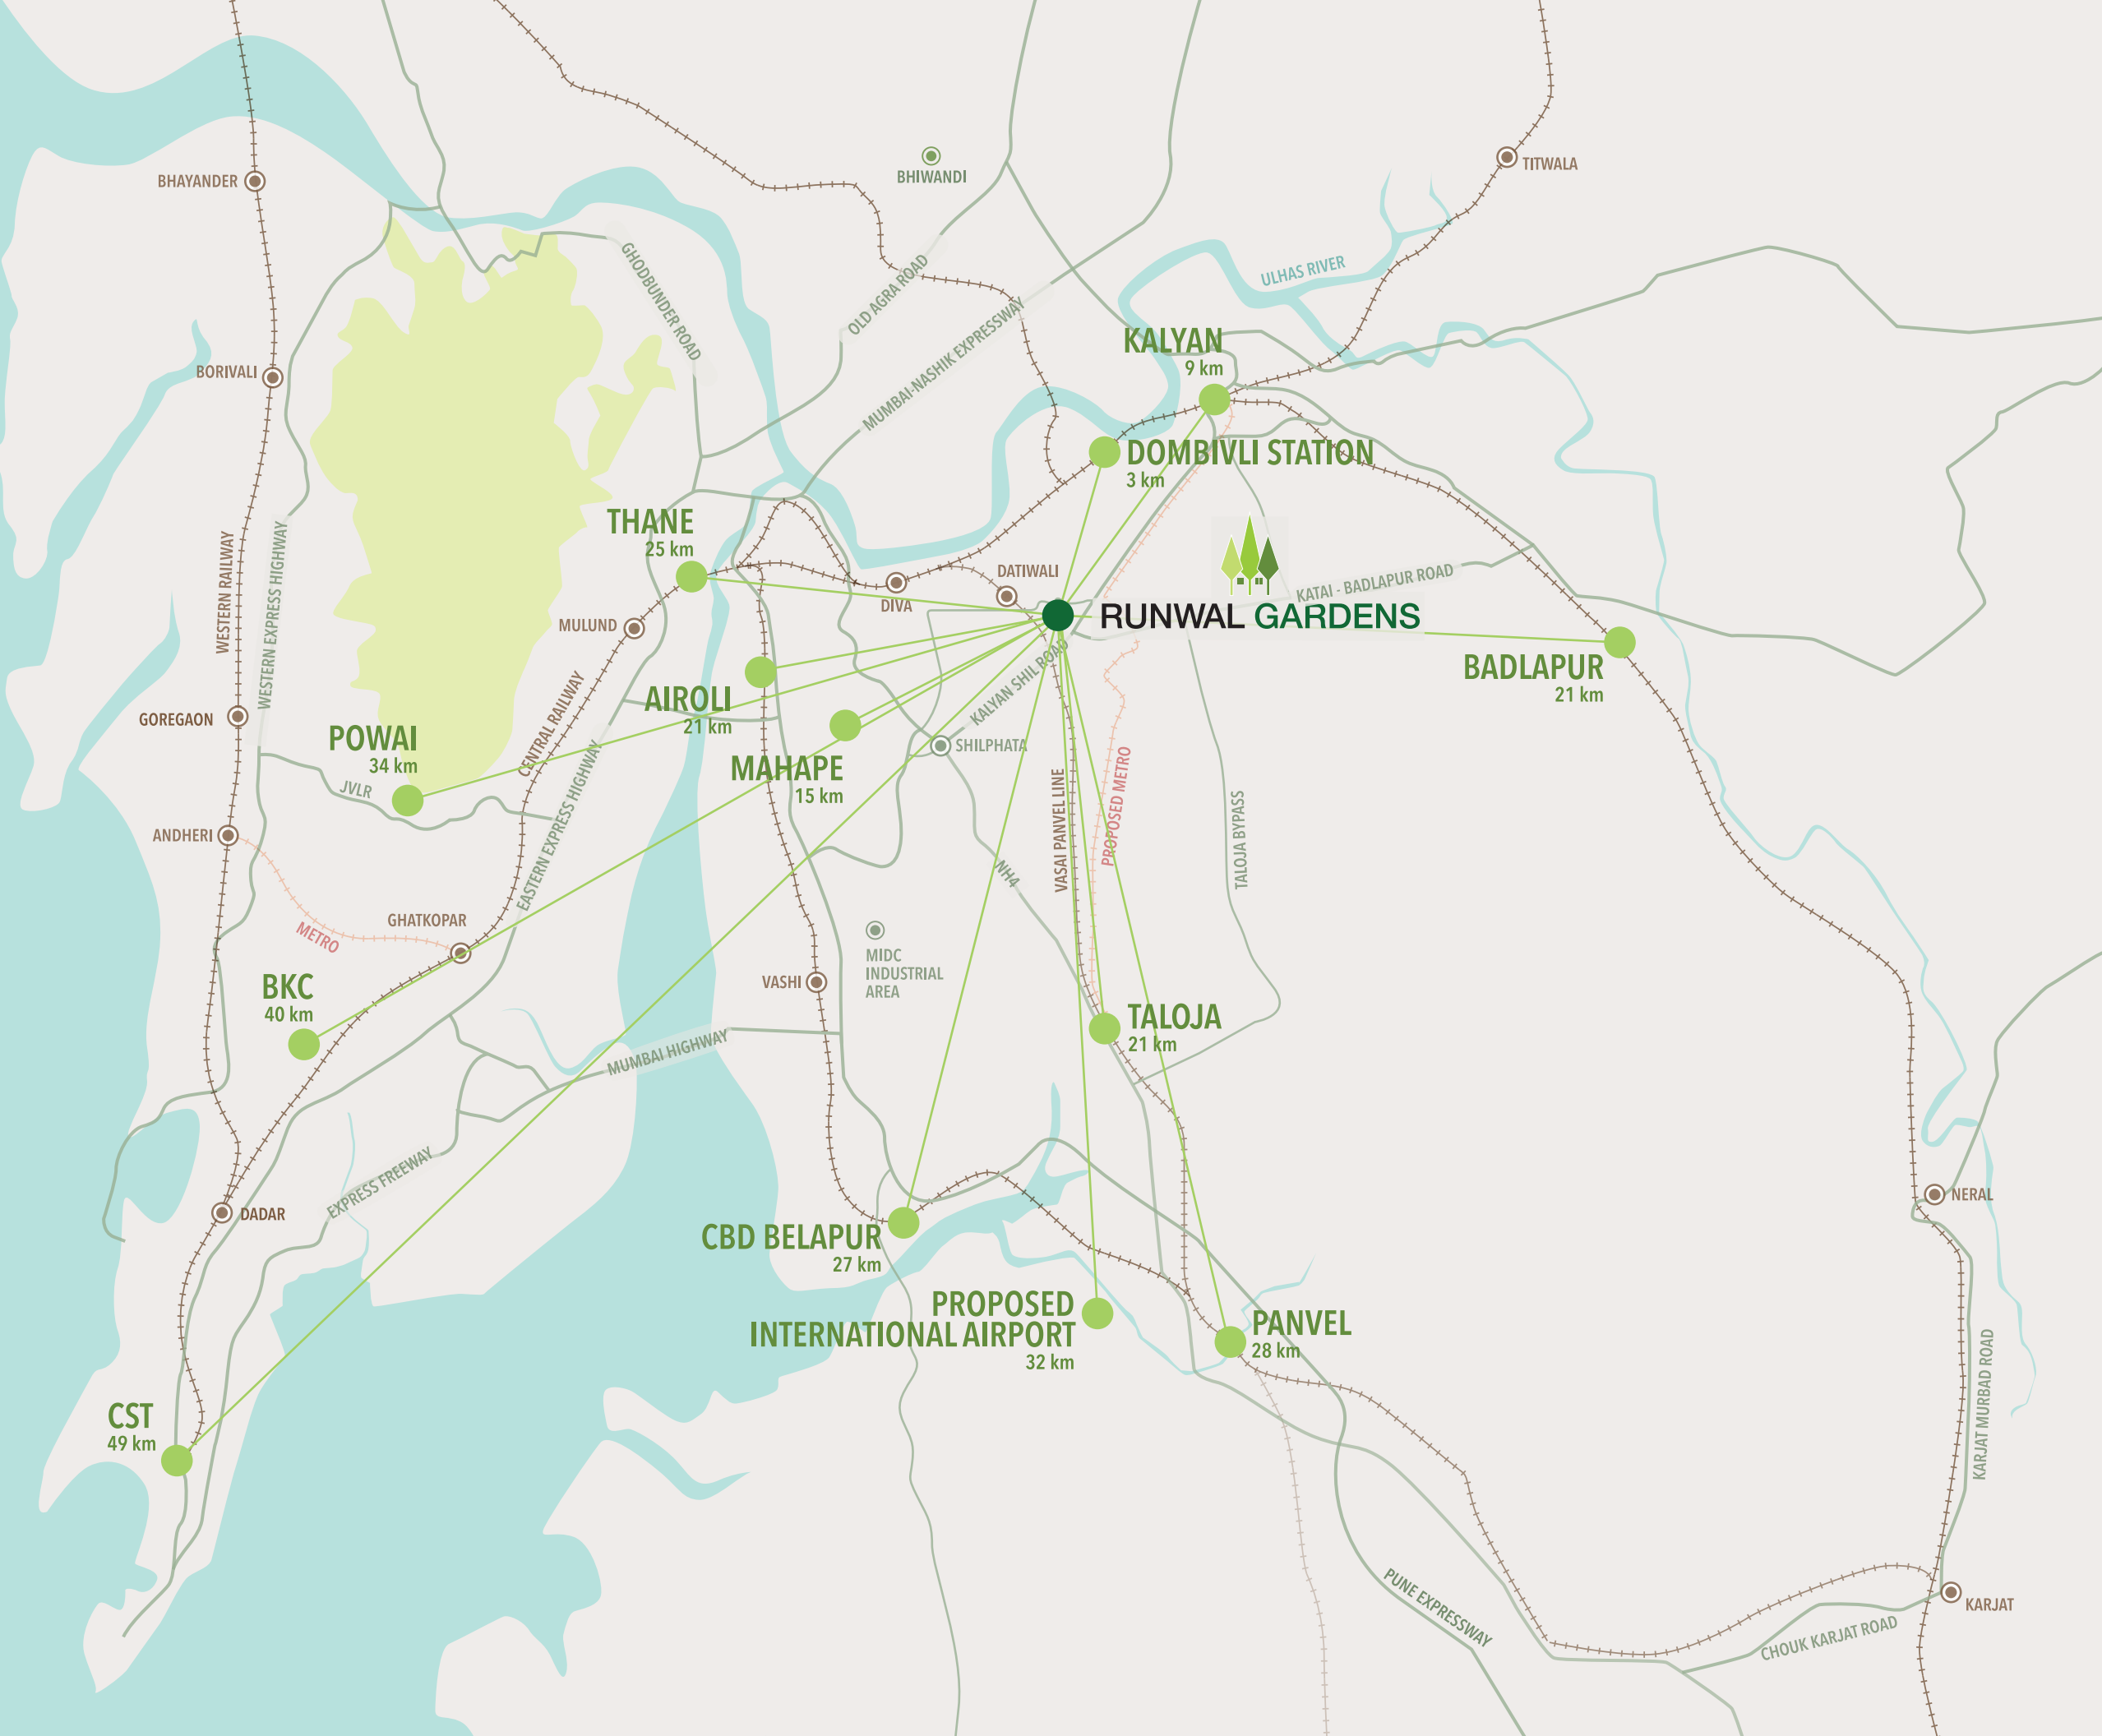 BHAYANDER
BHIWANDI
TITWALA
GHODBUNDER ROAD
OLD AGRA ROAD
ULHAS RIVER
MUMBAI-NASHIK EXPRESSWAY
KALYAN
9 km
BORIVALI
DOMBIVLI STATION
3 km
THANE
25 km
WESTERN RAILWAY
WESTERN EXPRESS HIGHWAY
DATIWALI
DIVA
KATAI - BADLAPUR ROAD
MULUND
RUNWAL GARDENS
KALYAN SHIL ROAD
BADLAPUR
21 km
AIROLI
21 km
GOREGAON
CENTRAL RAILWAY
POWAI
34 km
SHILPHATA
MAHAPE
15 km
JVLR
EASTERN EXPRESS HIGHWAY
VASAI PANVEL LINE
PROPOSED METRO
TALOJA BYPASS
ANDHERI
NH4
GHATKOPAR
METRO
MIDC
INDUSTRIAL
AREA
VASHI
BKC
40 km
TALOJA
21 km
MUMBAI HIGHWAY
EXPRESS FREEWAY
NERAL
DADAR
CBD BELAPUR
27 km
PROPOSED
INTERNATIONAL AIRPORT
32 km
PANVEL
28 km
KARJAT MURBAD ROAD
CST
49 km
PUNE EXPRESSWAY
KARJAT
CHOUK KARJAT ROAD